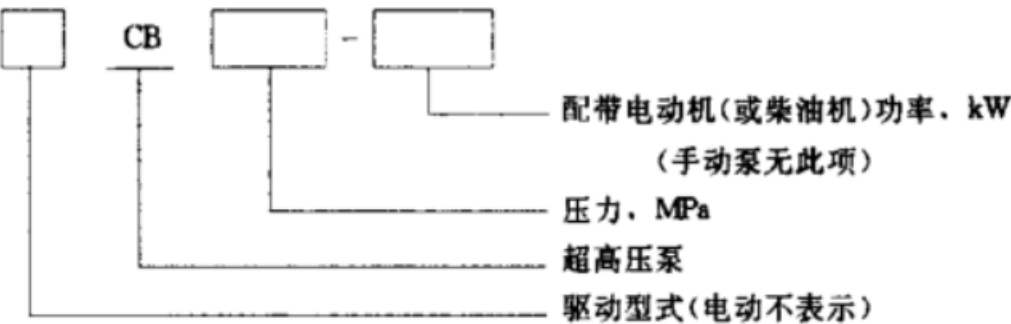 CB -
配带电动机(或柴油机)功率、kW
(手动泵无此项)
压力、MPa
超高压泵
驱动型式(电动不表示)